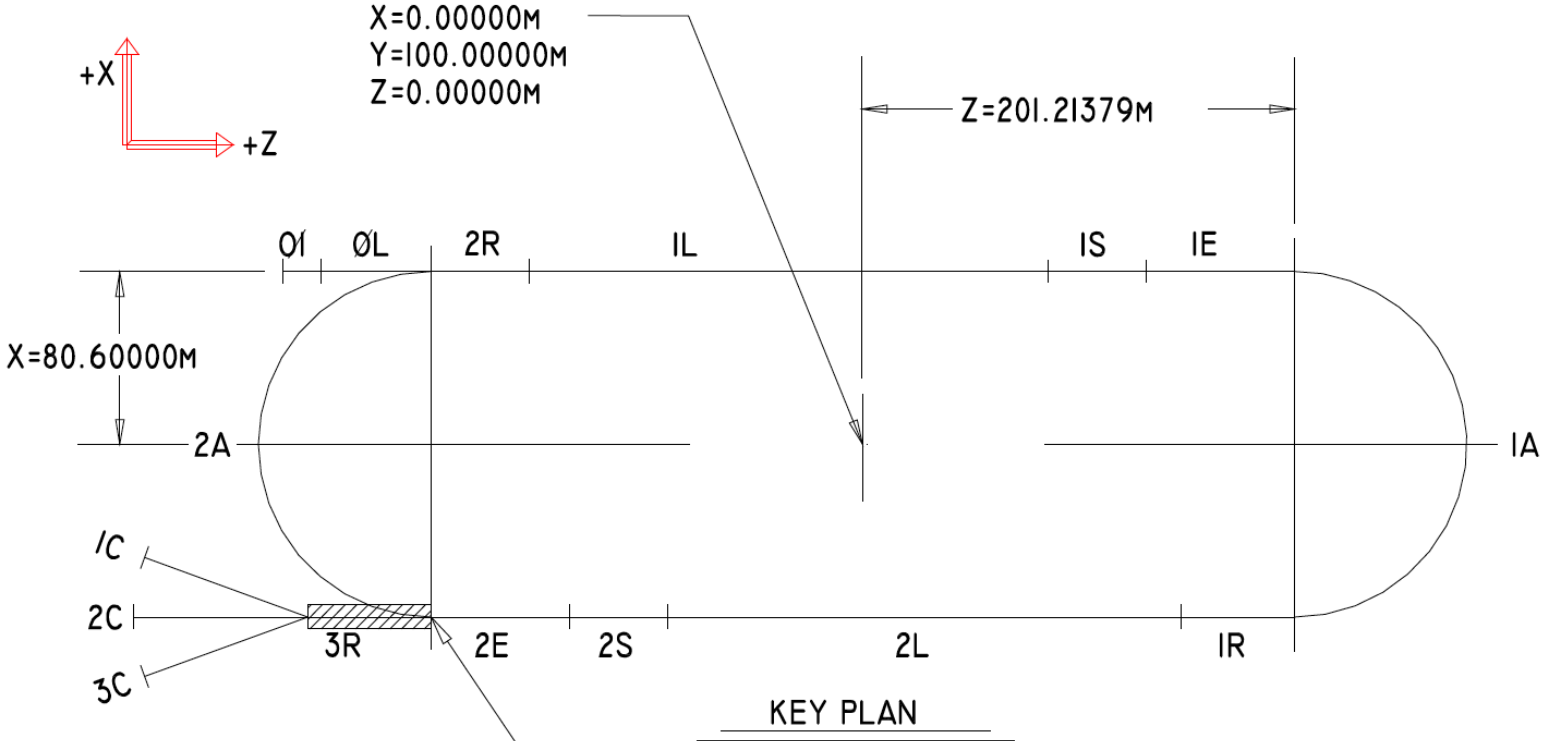 X=0.00000M
Y=100.00000M
Z=0.00000M
+X
+Z
Z=201.21379M
01 ØL 2R 1L 1S 1E
X=80.60000M
2A 1A
1C
2C
3C
3R 2E 2S 2L 1R
KEY PLAN